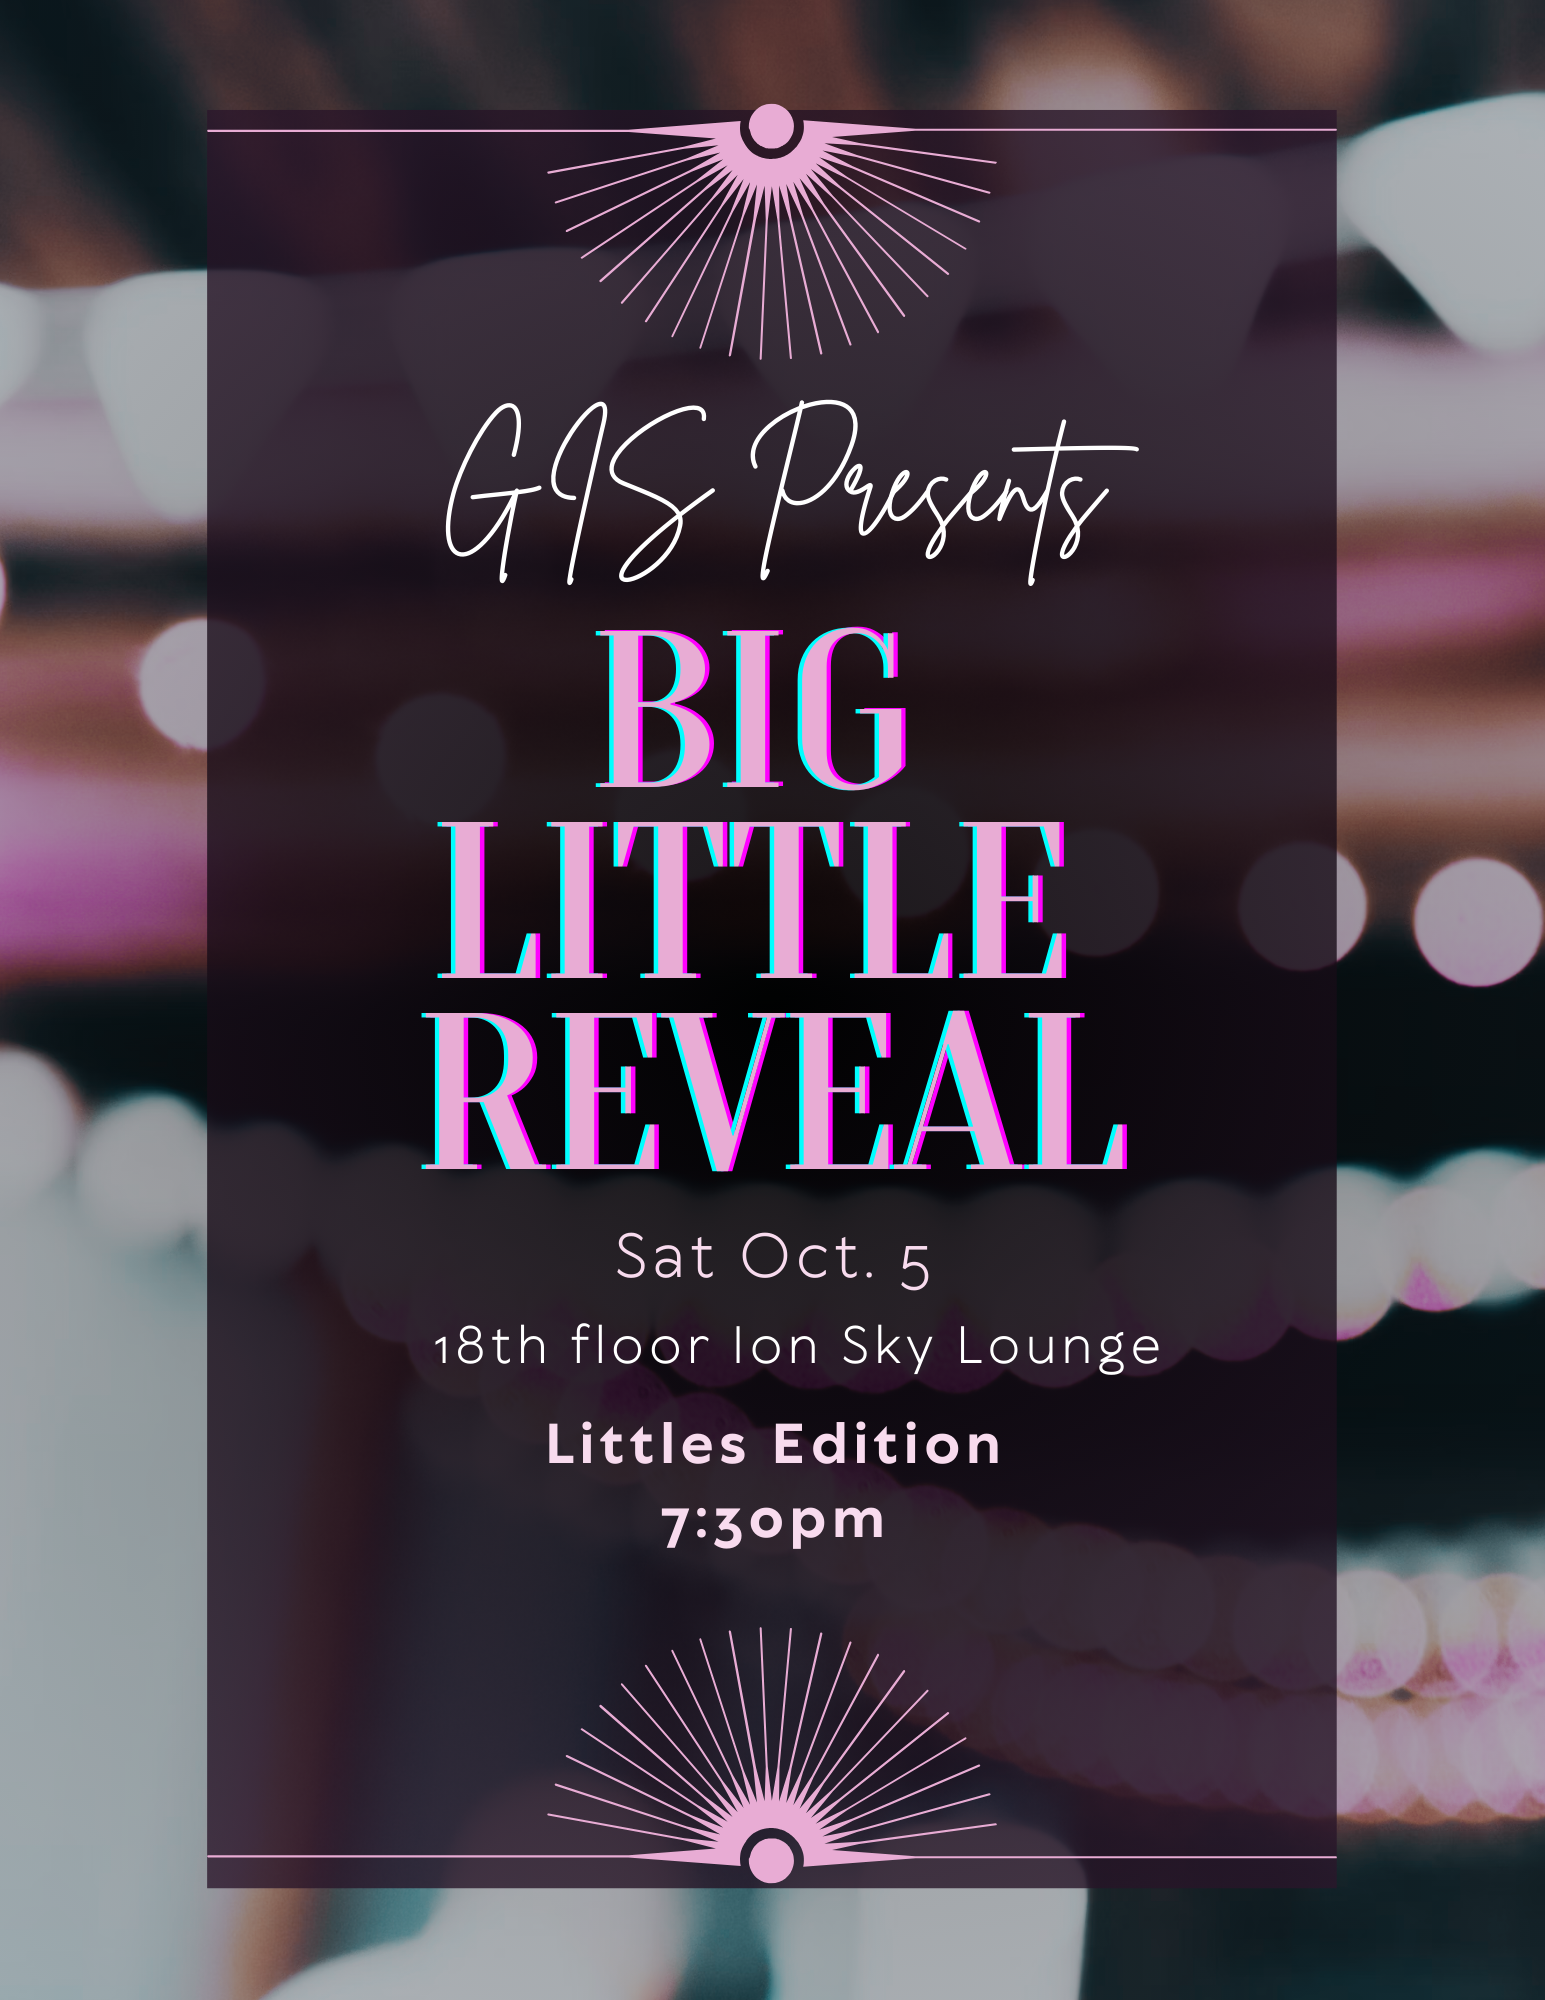 GIS Presents
BIG
LITTLE
REVEAL
Sat Oct. 5
18th floor Ion Sky Lounge
Littles Edition
7:30pm